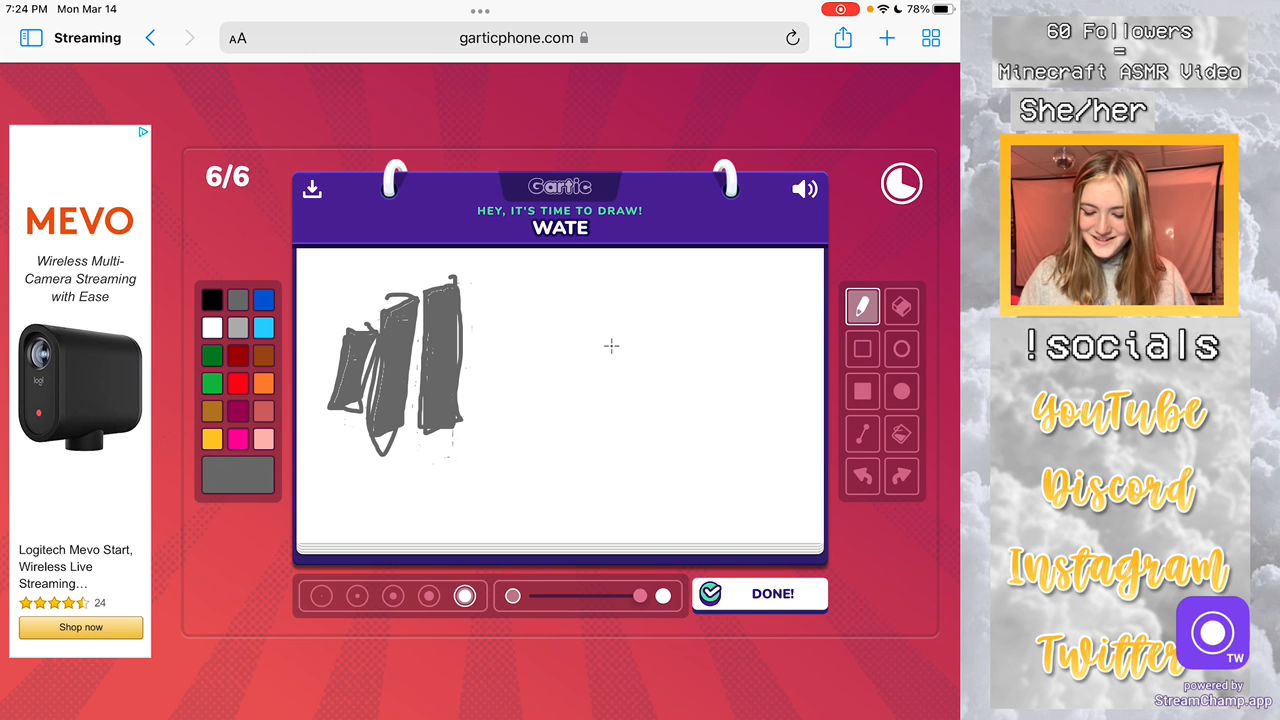 7:24 PM Mon Mar 14
78%
Streaming
AA
garticphone.com
6/6
Gartic
HEY, IT'S TIME TO DRAW!
WATE
DONE!
MEVO
Wireless Multi-
Camera Streaming
with Ease
logi
Logitech Mevo Start,
Wireless Live
Streaming…
24
Shop now
60 Followers
=
Minecraft ASMR Video
She/her
!socials
YouTube
Discord
Instagram
Twitter
TW
powered by
StreamChamp.app